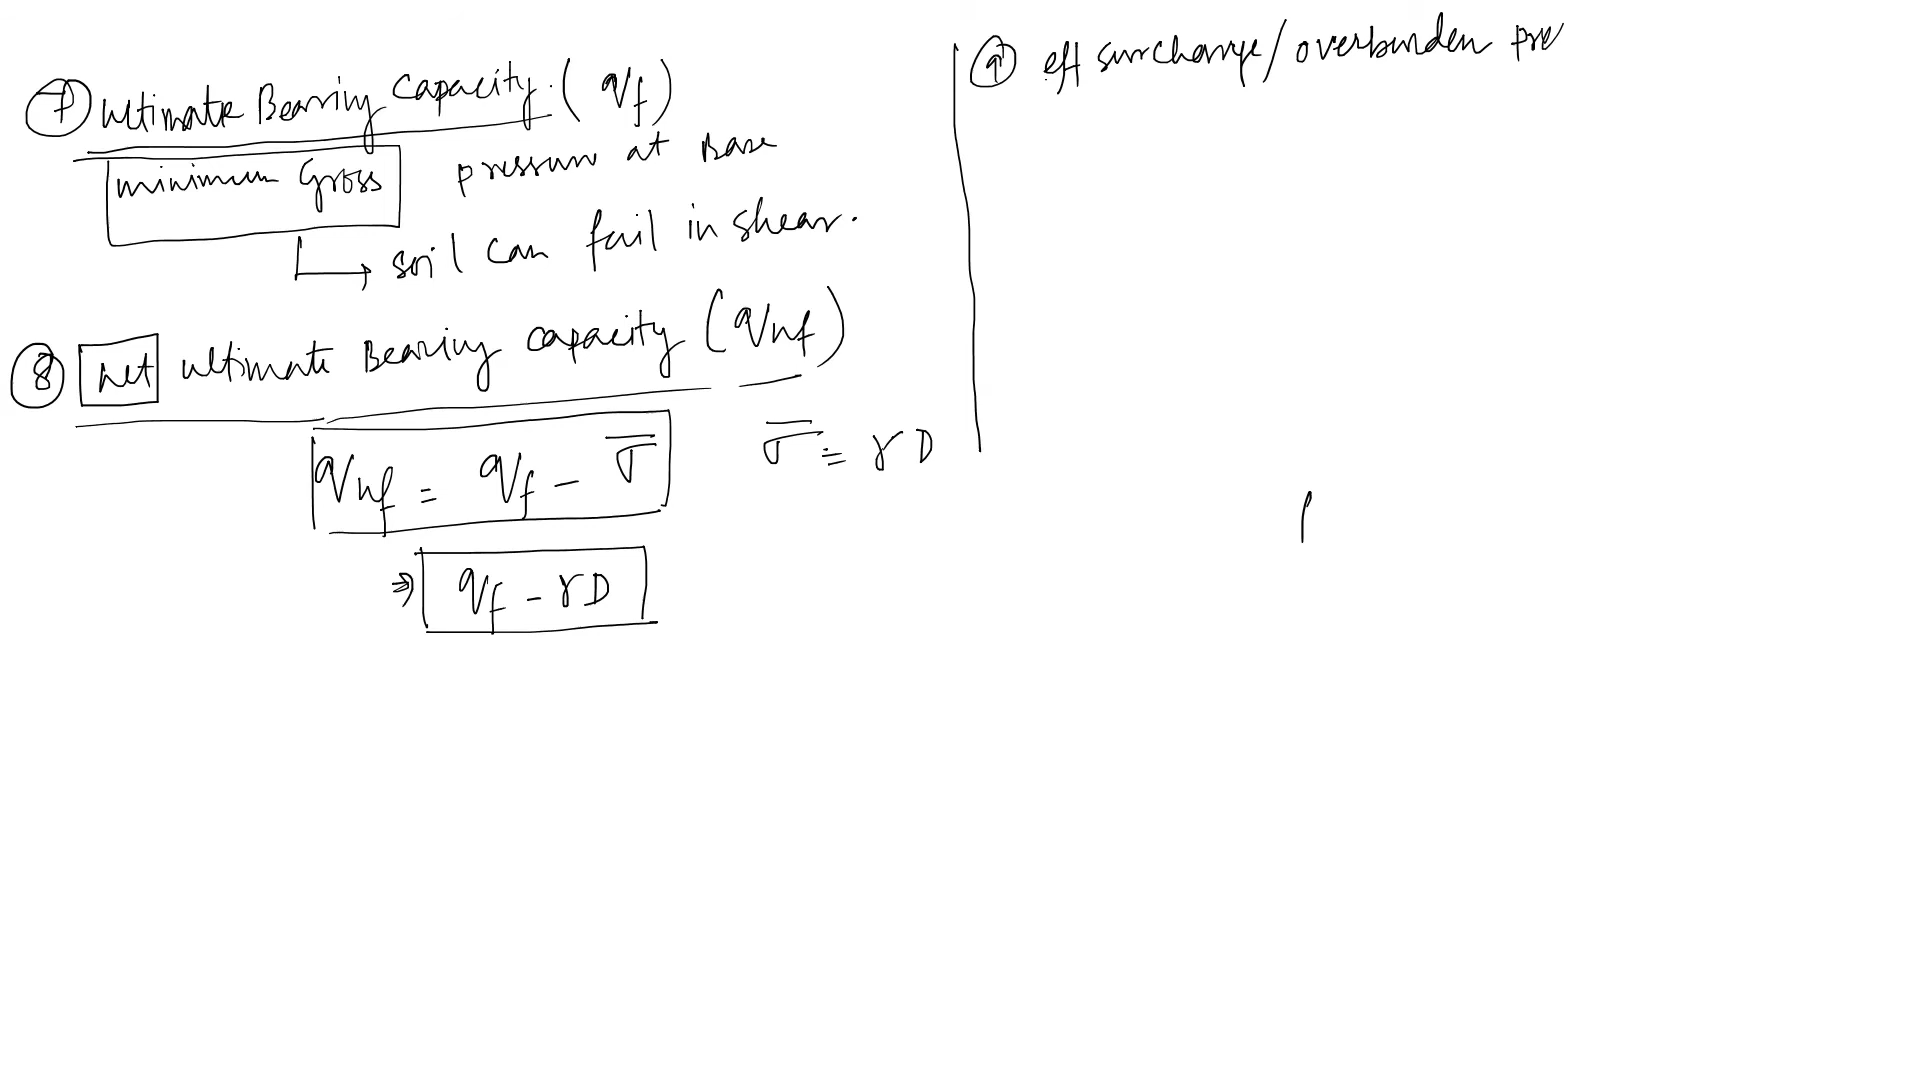 ⑦ ultimate Bearing capacity. (qf)
minimum Gross pressure at Base
↳ soil can fail in shear.
⑧ net ultimate Bearing capacity (qnf)
qnf = qf - σ̅ σ̅ = γD
⇒ qf - γD
⑨ eff surcharge/overburden pre